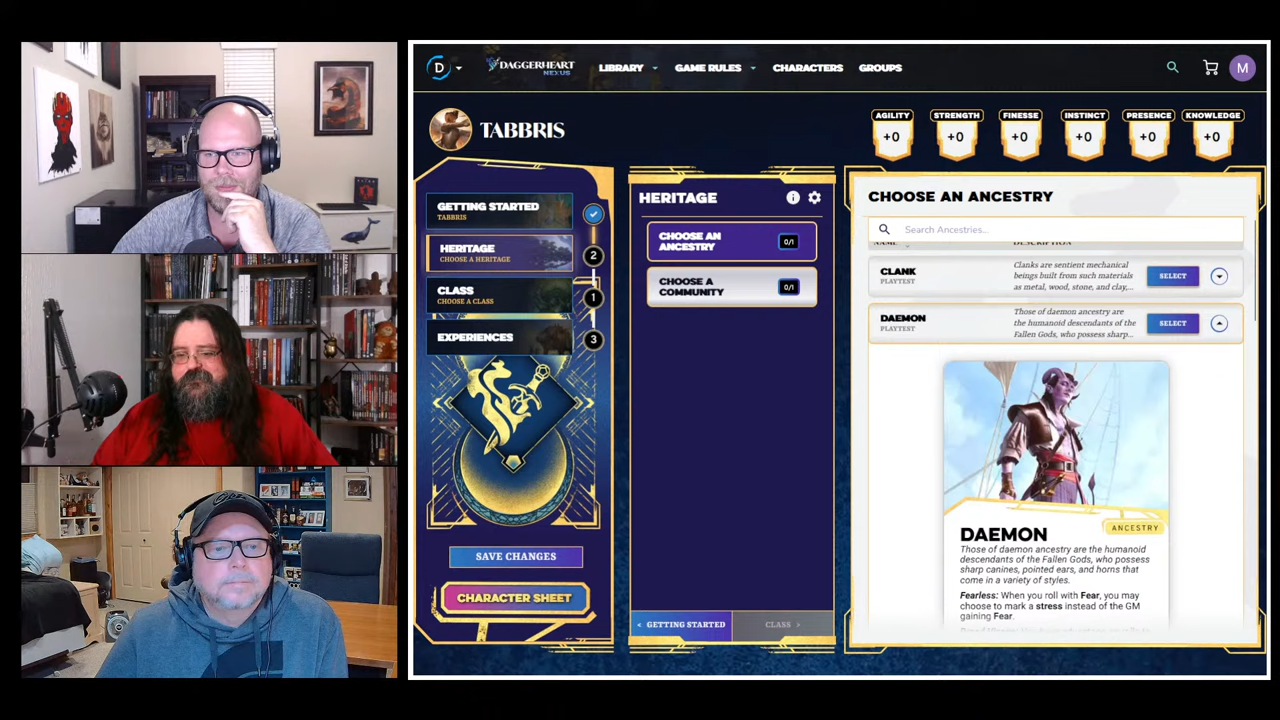 D
DAGGERHEART
NEXUS
LIBRARY
GAME RULES
CHARACTERS
GROUPS
M
TABBRIS
AGILITY
+0
STRENGTH
+0
FINESSE
+0
INSTINCT
+0
PRESENCE
+0
KNOWLEDGE
+0
GETTING STARTED
TABBRIS
HERITAGE
CHOOSE A HERITAGE
2
CLASS
CHOOSE A CLASS
1
EXPERIENCES
3
SAVE CHANGES
CHARACTER SHEET
HERITAGE
CHOOSE AN
ANCESTRY
0/1
CHOOSE A
COMMUNITY
0/1
< GETTING STARTED
CLASS >
CHOOSE AN ANCESTRY
Search Ancestries...
NAME
DESCRIPTION
CLANK
PLAYTEST
Clanks are sentient mechanical
beings built from such materials
as metal, wood, stone, and clay,...
SELECT
DAEMON
PLAYTEST
Those of daemon ancestry are
the humanoid descendants of the
Fallen Gods, who possess sharp...
SELECT
ANCESTRY
DAEMON
Those of daemon ancestry are the humanoid
descendants of the Fallen Gods, who possess
sharp canines, pointed ears, and horns that
come in a variety of styles.
Fearless: When you roll with Fear, you may
choose to mark a stress instead of the GM
gaining Fear.